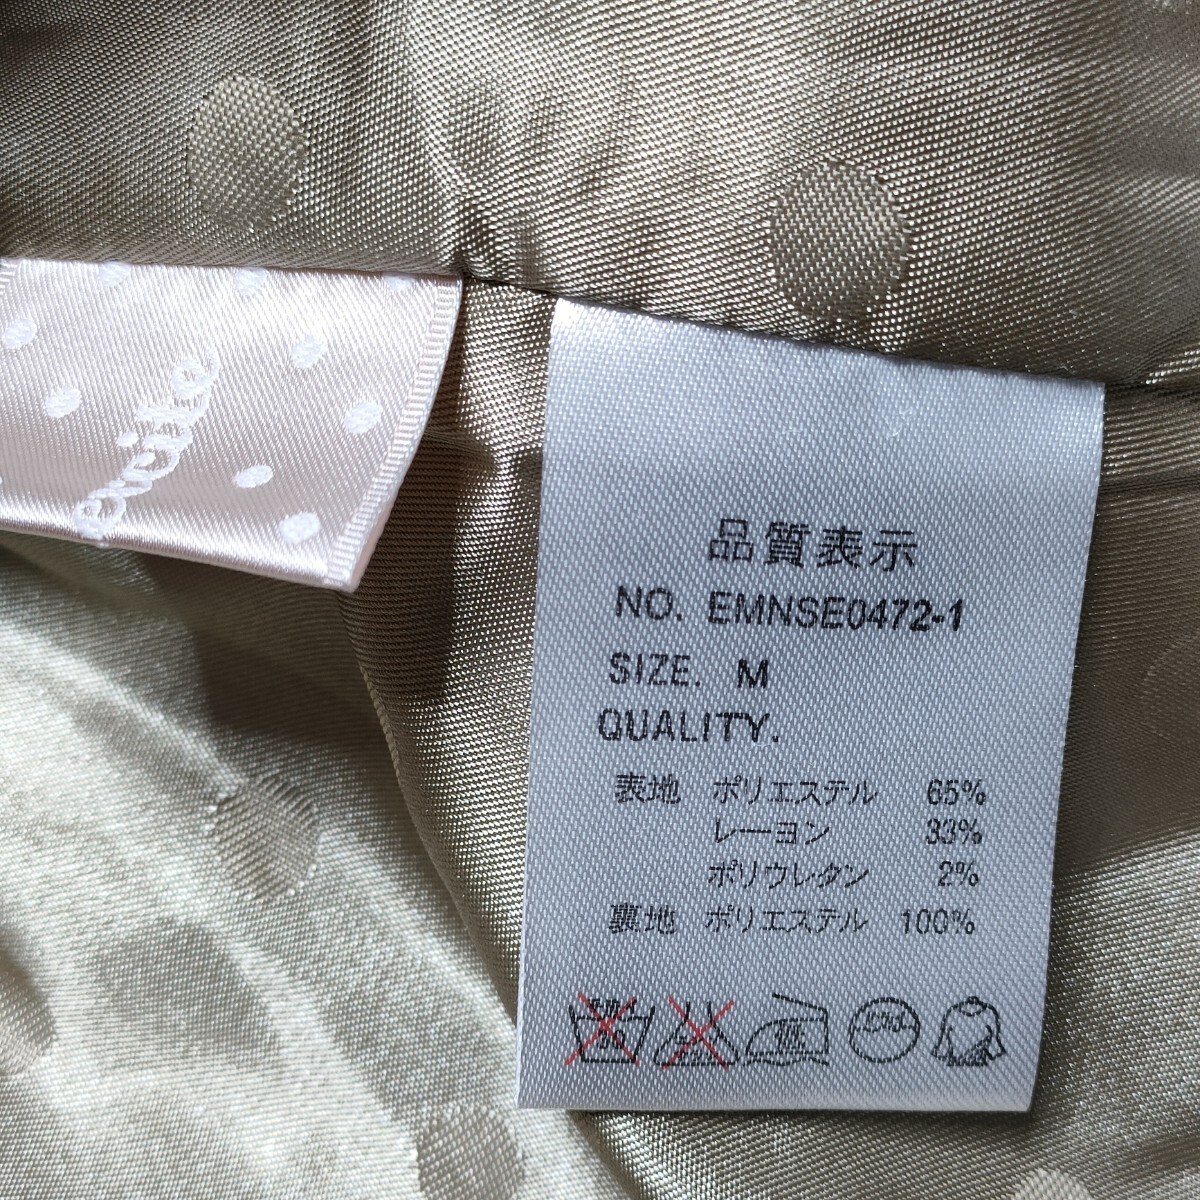 品質表示
NO. EMNSE0472-1
SIZE. M
QUALITY.
表地 ポリエステル 65%
レーヨン 33%
ポリウレタン 2%
裏地 ポリエステル 100%